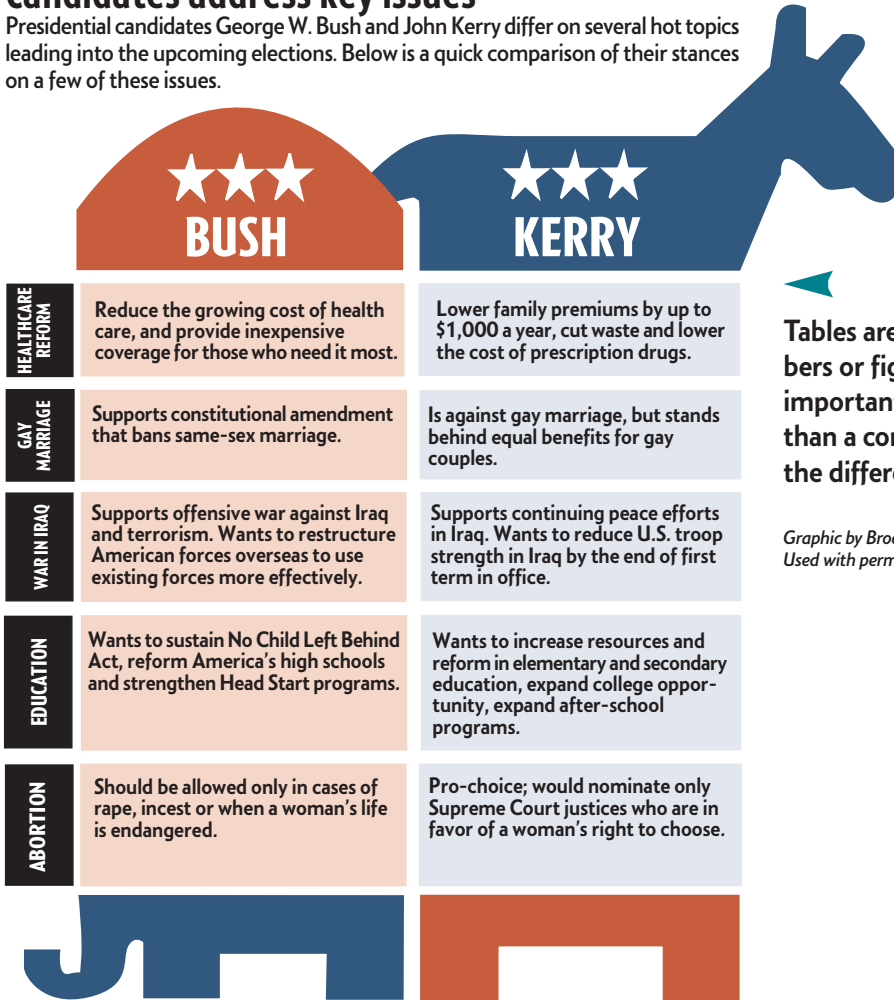 candidates address key issues
Presidential candidates George W. Bush and John Kerry differ on several hot topics
leading into the upcoming elections. Below is a quick comparison of their stances
on a few of these issues.
BUSH
KERRY
HEALTHCARE
REFORM
Reduce the growing cost of health
care, and provide inexpensive
coverage for those who need it most.
Lower family premiums by up to
$1,000 a year, cut waste and lower
the cost of prescription drugs.
GAY
MARRIAGE
Supports constitutional amendment
that bans same-sex marriage.
Is against gay marriage, but stands
behind equal benefits for gay
couples.
WAR IN IRAQ
Supports offensive war against Iraq
and terrorism. Wants to restructure
American forces overseas to use
existing forces more effectively.
Supports continuing peace efforts
in Iraq. Wants to reduce U.S. troop
strength in Iraq by the end of first
term in office.
EDUCATION
Wants to sustain No Child Left Behind
Act, reform America's high schools
and strengthen Head Start programs.
Wants to increase resources and
reform in elementary and secondary
education, expand college oppor-
tunity, expand after-school
programs.
ABORTION
Should be allowed only in cases of
rape, incest or when a woman's life
is endangered.
Pro-choice; would nominate only
Supreme Court justices who are in
favor of a woman's right to choose.
Tables are
bers or fig
important
than a co
the differe
Graphic by Broo
Used with perm